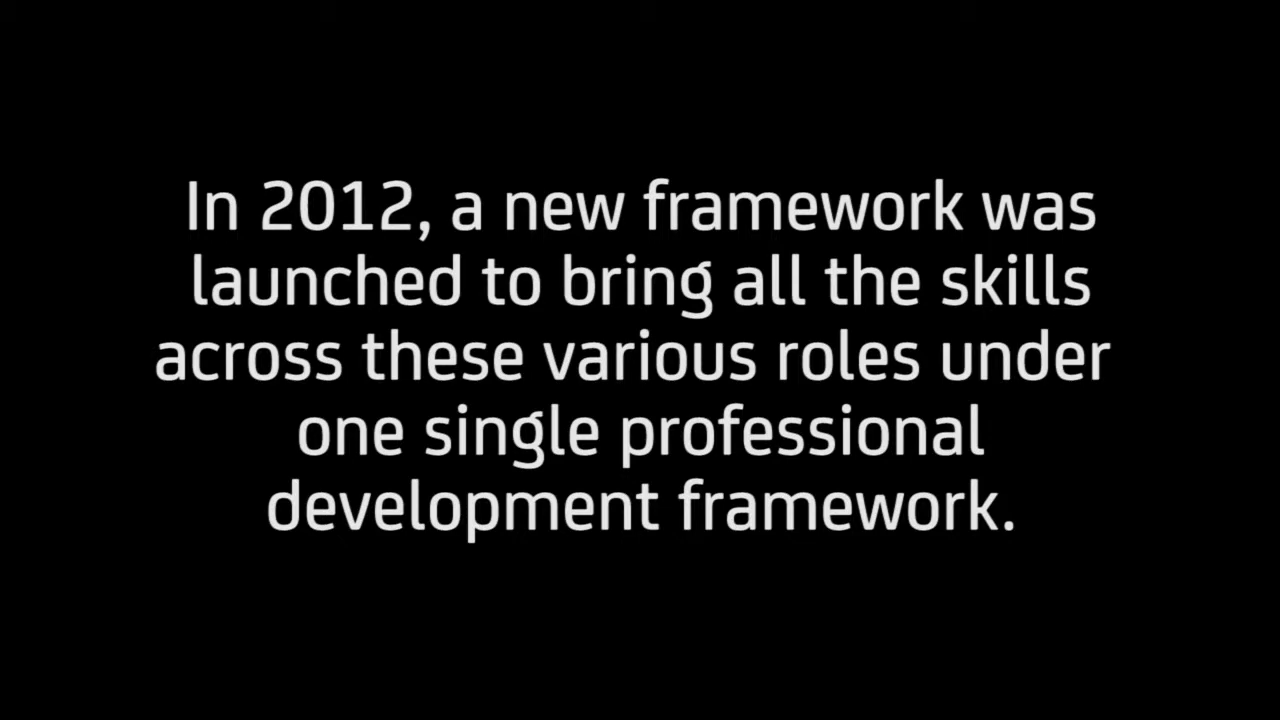 In 2012, a new framework was
launched to bring all the skills
across these various roles under
one single professional
development framework.